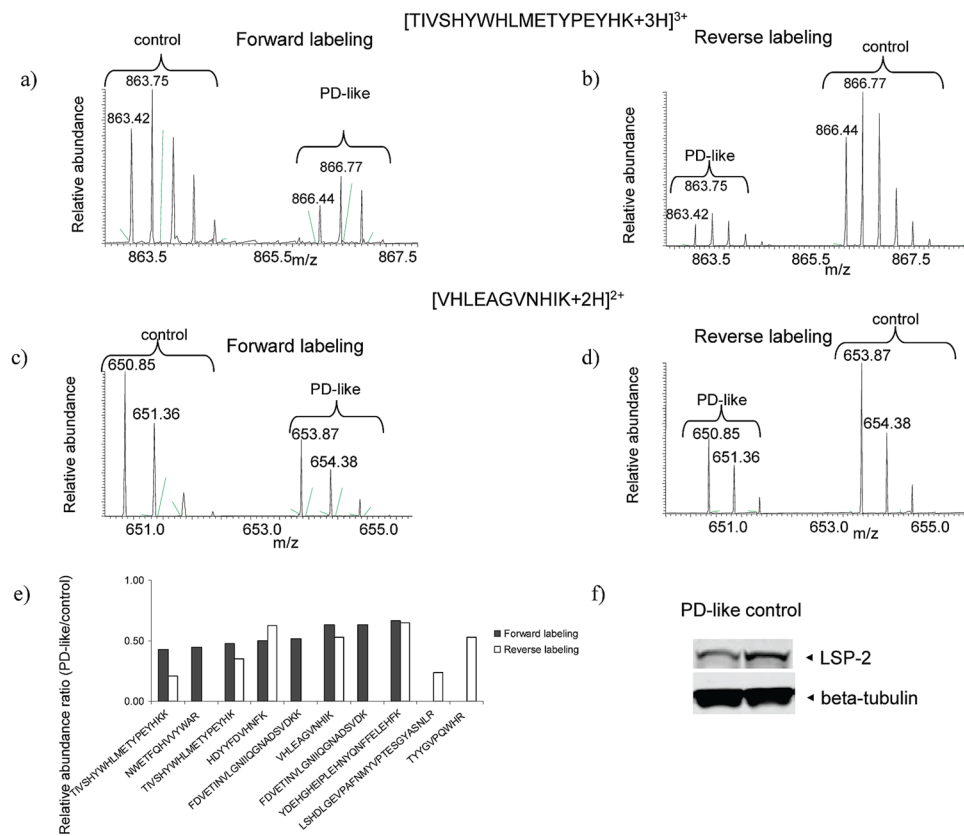 [TIVSHYWHLMETYPEYHK+3H]3+
a)
control
Forward labeling
863.75
863.42
PD-like
866.77
866.44
Relative abundance
863.5
865.5
m/z
867.5
b)
Reverse labeling
control
866.77
866.44
PD-like
863.75
863.42
Relative abundance
863.5
865.5
m/z
867.5
[VHLEAGVNHIK+2H]2+
c)
control
Forward labeling
650.85
651.36
PD-like
653.87
654.38
Relative abundance
651.0
653.0
m/z
655.0
d)
Reverse labeling
control
653.87
654.38
PD-like
650.85
651.36
Relative abundance
651.0
653.0
m/z
655.0
e)
Relative abundance ratio (PD-like/control)
1.00
0.50
0.00
Forward labeling
Reverse labeling
TIVSHYWHLMETYPEYHKK
NWETFQHVVYWAR
TIVSHYWHLMETYPEYHK
HDYYFDVHNFK
FDVETINVLGNIIQGNADSVDKK
VHLEAGVNHIK
FDVETINVLGNIIQGNADSVDK
YDEHGHEIPLEHNYQNFFELEHFK
LSHDLGEVPAFNMYVPTESGYASNLR
TYYGVPQWHR
f)
PD-like control
LSP-2
beta-tubulin